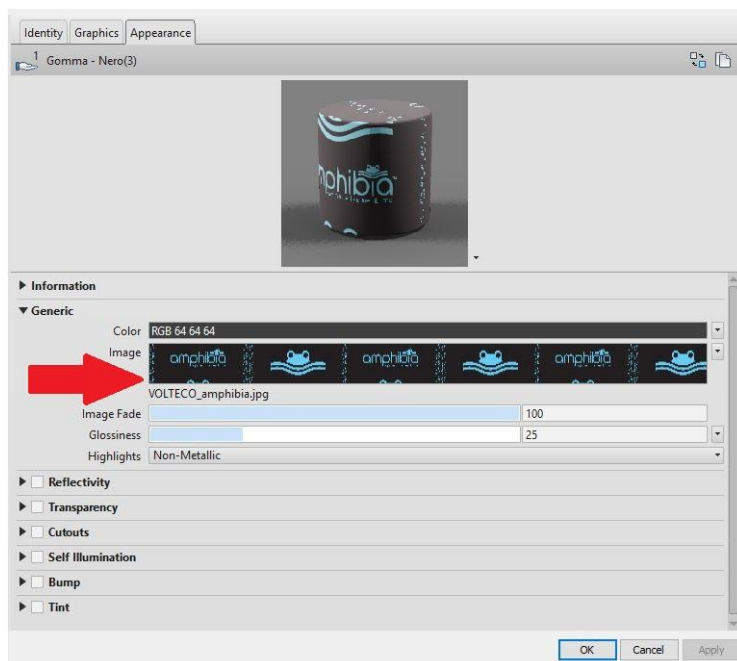 Identity Graphics Appearance
1
Gomma - Nero(3)
phibia
Information
Generic
Color RGB 64 64 64
Image amphibia amphibia amphibia
VOLTECO_amphibia.jpg
Image Fade 100
Glossiness 25
Highlights Non-Metallic
Reflectivity
Transparency
Cutouts
Self Illumination
Bump
Tint
OK Cancel Apply